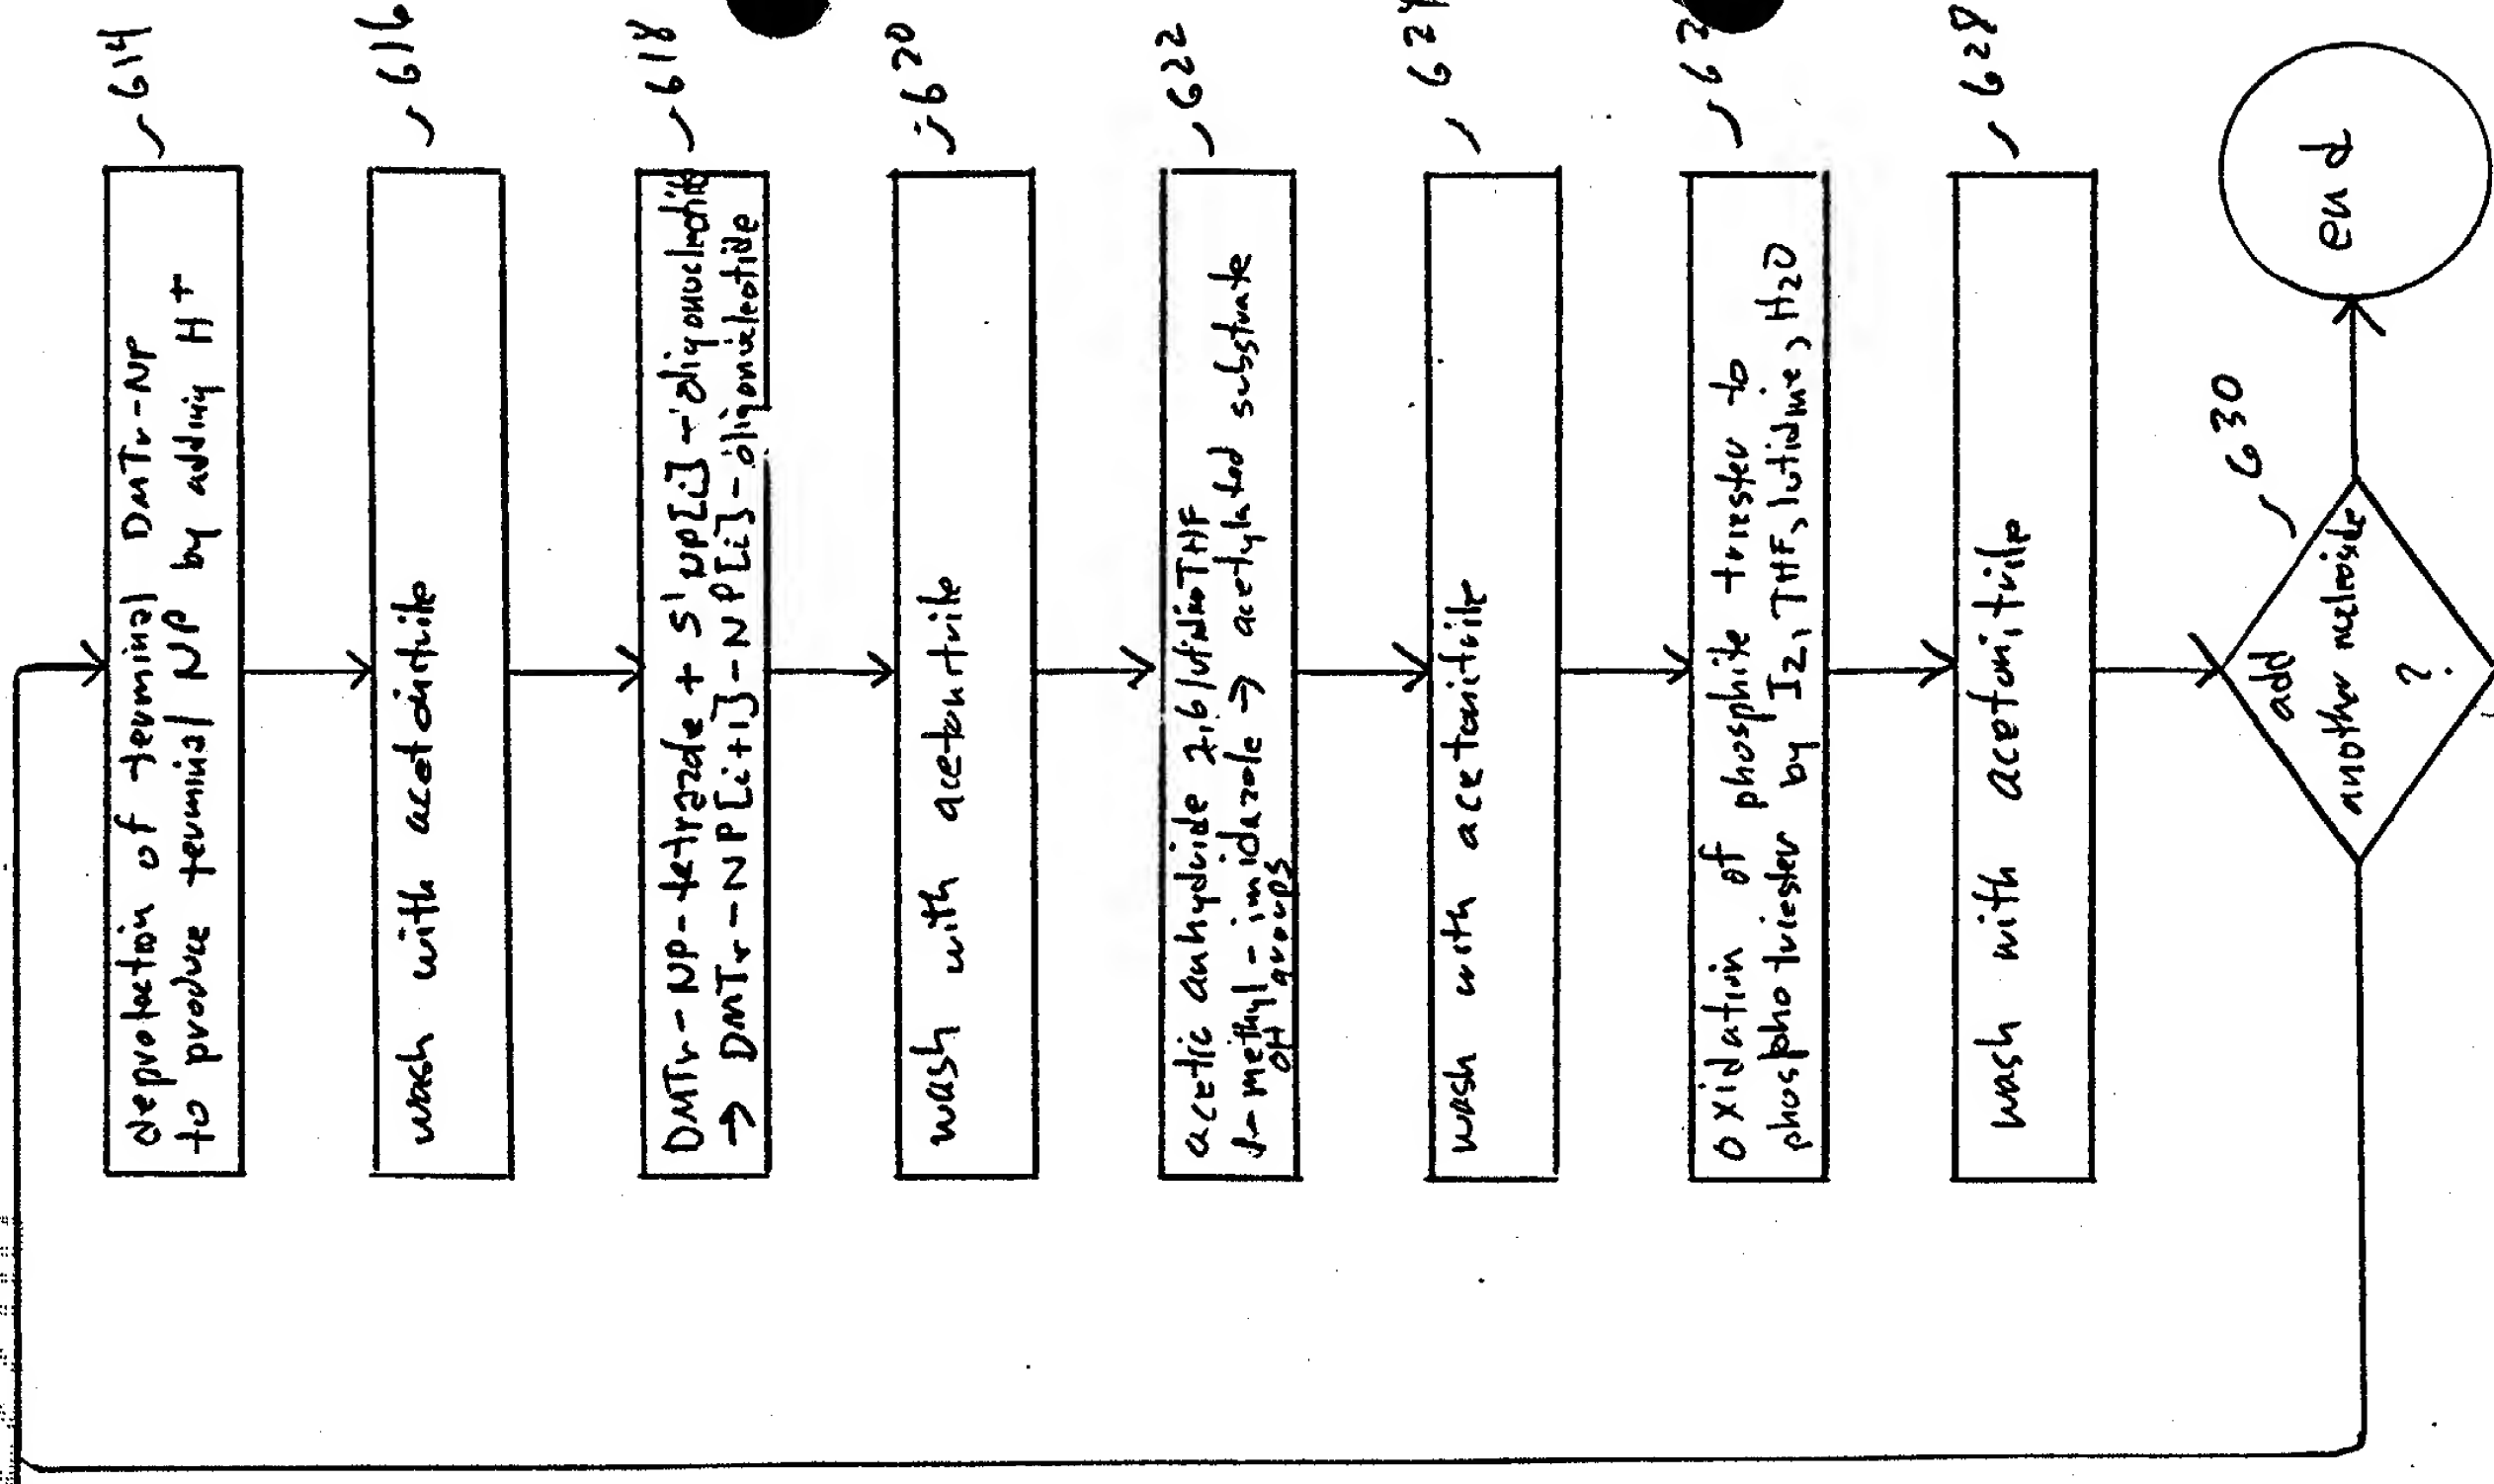 614
deprotection of terminal DMTr-NP
to produce terminal NP by adding H+
616
wash with acetonitrile
618
DMTr-NP-tetrazole + 5' NP[i]-oligonucleotide
→ DMTr-NP[i+1]-NP[i]-oligonucleotide
620
wash with acetonitrile
622
acetic anhydride 2,6 lutidine THF
1-methyl-imidazole → acetylated substrate
OH groups
wash with acetonitrile
oxidation of phosphite triester to
phosphotriester by I2, THF, lutidine, H2O
628
wash with acetonitrile
630
add
another nucleoside
?
end